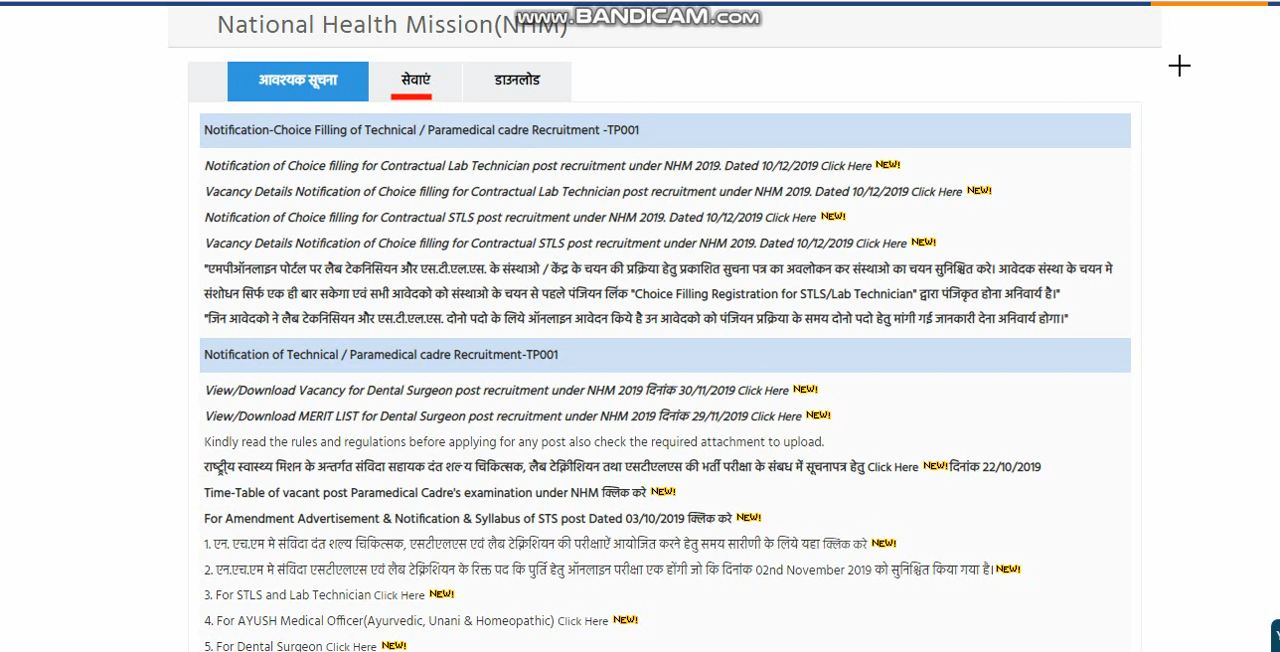 www.BANDICAM.com
National Health Mission(NHM)
आवश्यक सूचना सेवाएं डाउनलोड
Notification-Choice Filling of Technical / Paramedical cadre Recruitment -TP001
Notification of Choice filling for Contractual Lab Technician post recruitment under NHM 2019. Dated 10/12/2019 Click Here NEW!
Vacancy Details Notification of Choice filling for Contractual Lab Technician post recruitment under NHM 2019. Dated 10/12/2019 Click Here NEW!
Notification of Choice filling for Contractual STLS post recruitment under NHM 2019. Dated 10/12/2019 Click Here NEW!
Vacancy Details Notification of Choice filling for Contractual STLS post recruitment under NHM 2019. Dated 10/12/2019 Click Here NEW!
"एमपीऑनलाइन पोर्टल पर लैब टेकनिसियन और एस.टी.एल.एस. के संस्थाओ / केंद्र के चयन की प्रक्रिया हेतु प्रकाशित सुचना पत्र का अवलोकन कर संस्थाओ का चयन सुनिश्चित करे। आवेदक संस्था के चयन मे
संशोधन सिर्फ एक ही बार सकेगा एवं सभी आवेदको को संस्थाओ के चयन से पहले पंजियन लिंक "Choice Filling Registration for STLS/Lab Technician" द्वारा पंजिकृत होना अनिवार्य है।"
"जिन आवेदको ने लैब टेकनिसियन और एस.टी.एल.एस. दोनो पदो के लिये ऑनलाइन आवेदन किये है उन आवेदको को पंजियन प्रक्रिया के समय दोनो पदो हेतु मांगी गई जानकारी देना अनिवार्य होगा।"
Notification of Technical / Paramedical cadre Recruitment-TP001
View/Download Vacancy for Dental Surgeon post recruitment under NHM 2019 दिनांक 30/11/2019 Click Here NEW!
View/Download MERIT LIST for Dental Surgeon post recruitment under NHM 2019 दिनांक 29/11/2019 Click Here NEW!
Kindly read the rules and regulations before applying for any post also check the required attachment to upload.
राष्ट्रीय स्वास्थ्य मिशन के अन्तर्गत संविदा सहायक दंत शल्य चिकित्सक, लैब टेक्निीशियन तथा एसटीएलएस की भर्ती परीक्षा के संबध में सूचनापत्र हेतु Click Here NEW! दिनांक 22/10/2019
Time-Table of vacant post Paramedical Cadre's examination under NHM क्लिक करे NEW!
For Amendment Advertisement & Notification & Syllabus of STS post Dated 03/10/2019 क्लिक करे NEW!
1. एन. एच.एम मे संविदा दंत शल्य चिकित्सक, एसटीएलएस एवं लैब टेक्निशियन की परीक्षाऐं आयोजित करने हेतु समय सारीणी के लिये यहा क्लिक करे NEW!
2. एन.एच.एम मे संविदा एसटीएलएस एवं लैब टेक्निशियन के रिक्त पद कि पुर्ति हेतु ऑनलाइन परीक्षा एक होंगी जो कि दिनांक 02nd November 2019 को सुनिश्चित किया गया है। NEW!
3. For STLS and Lab Technician Click Here NEW!
4. For AYUSH Medical Officer(Ayurvedic, Unani & Homeopathic) Click Here NEW!
5. For Dental Surgeon Click Here NEW!